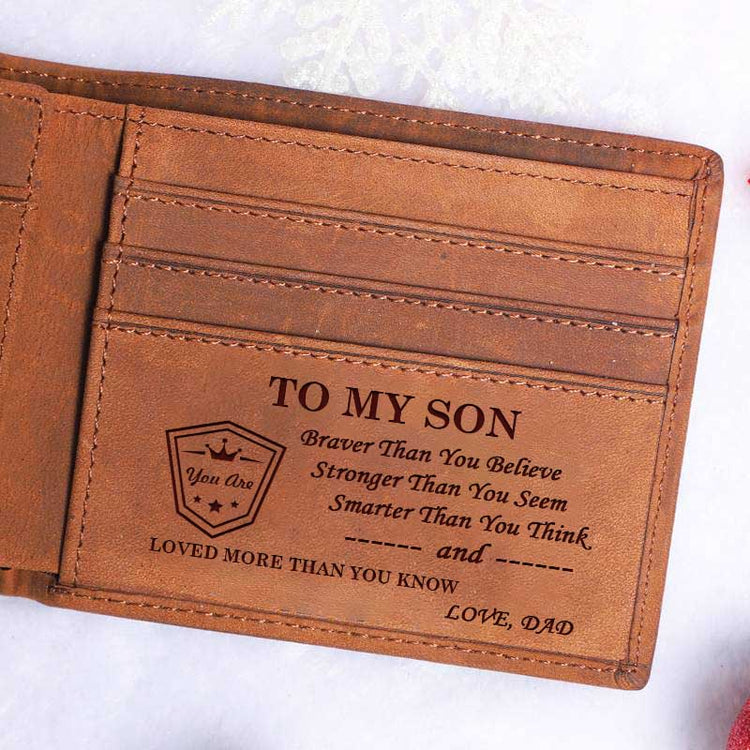 TO MY SON
You Are
Braver Than You Believe
Stronger Than You Seem
Smarter Than You Think
------ and ------
LOVED MORE THAN YOU KNOW
LOVE, DAD